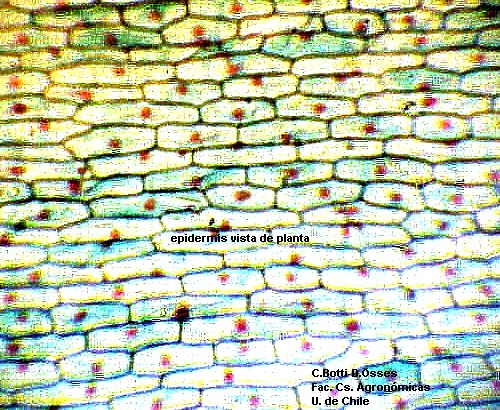 epidermis vista de planta
C.Botti D.Osses
Fac. Cs. Agronómicas
U. de Chile